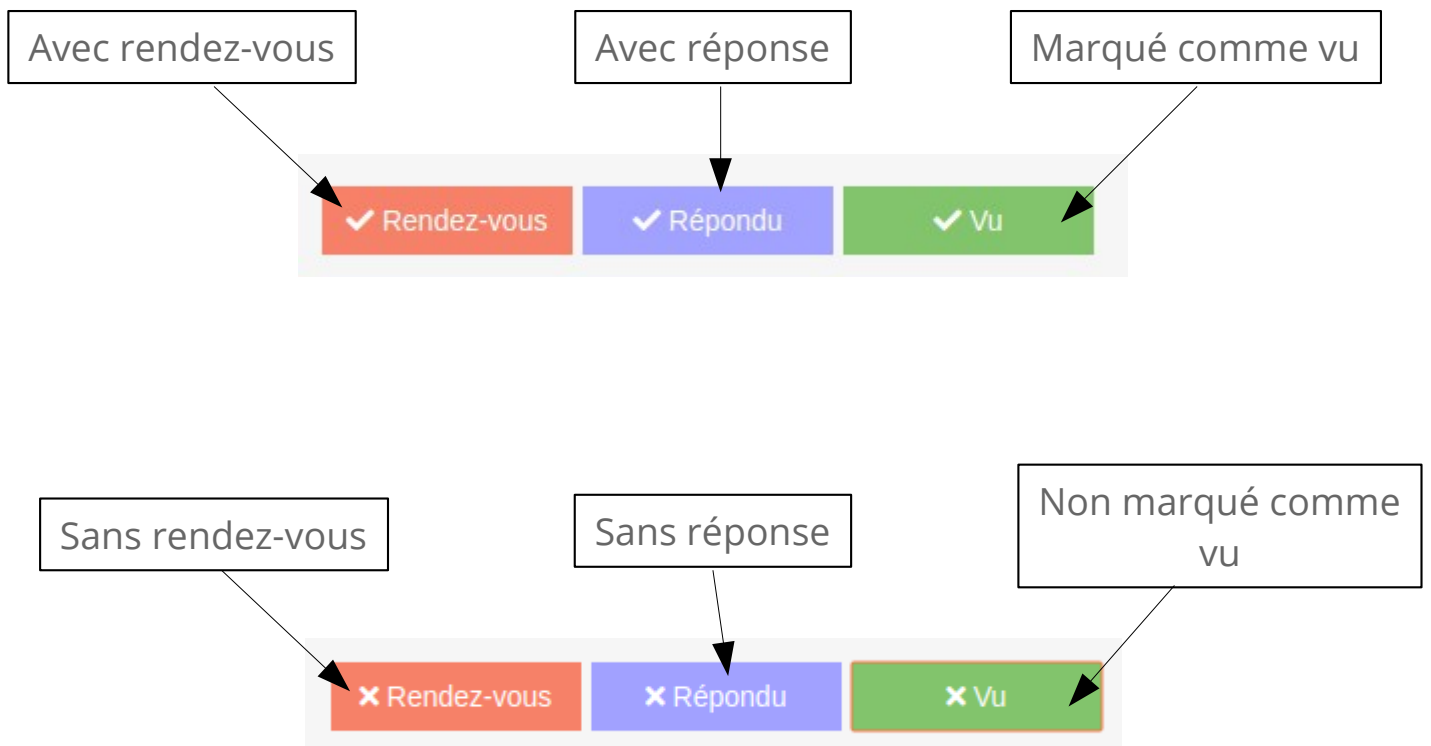 Avec rendez-vous
Avec réponse
Marqué comme vu
Rendez-vous
Répondu
Vu
Sans rendez-vous
Sans réponse
Non marqué comme
vu
Rendez-vous
Répondu
Vu